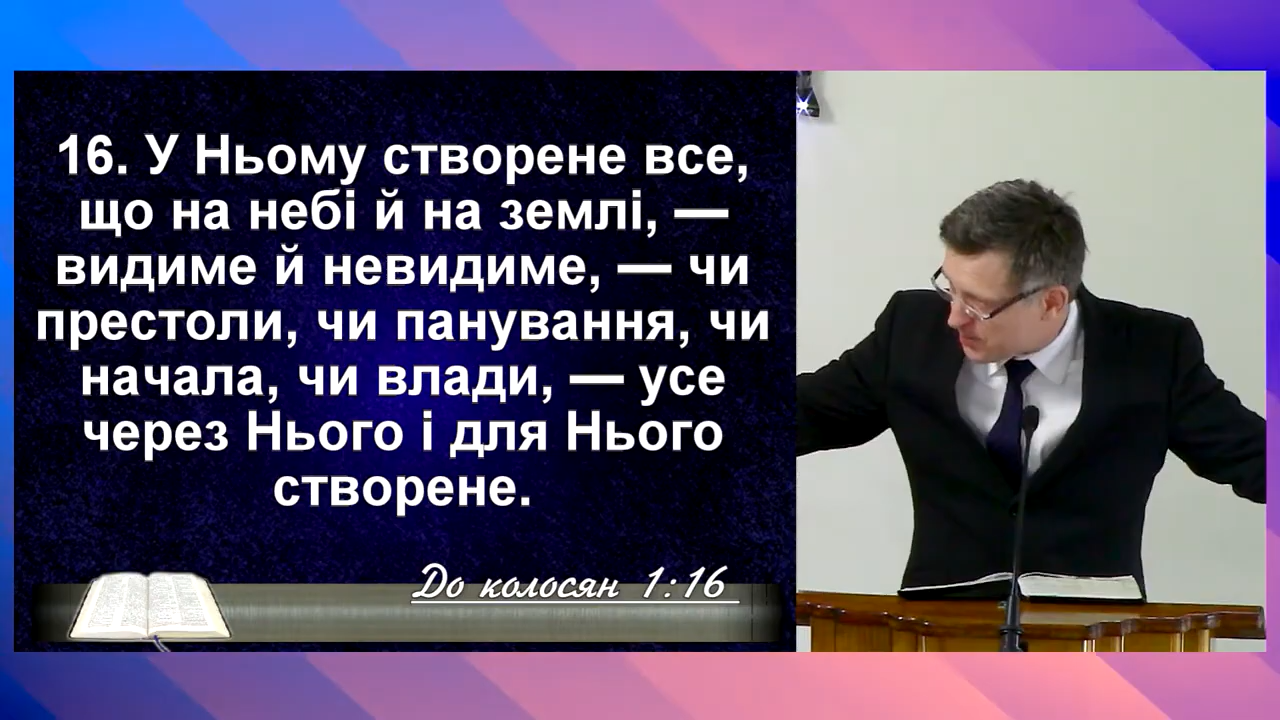 16. У Ньому створене все,
що на небі й на землі, —
видиме й невидиме, — чи
престоли, чи панування, чи
начала, чи влади, — усе
через Нього і для Нього
створене.
До колосян 1:16